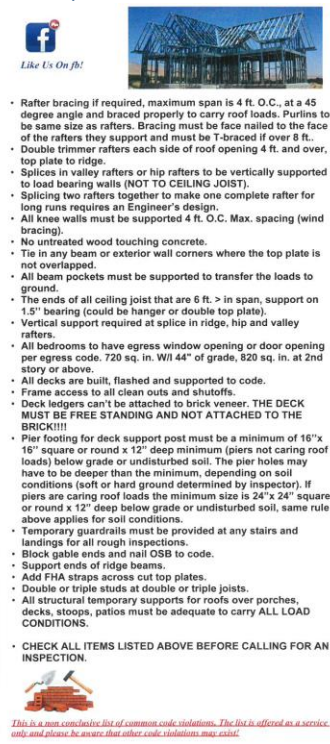 Like Us On fb!
• Rafter bracing if required, maximum span is 4 ft. O.C., at a 45
degree angle and braced properly to carry roof loads. Purlins to
be same size as rafters. Bracing must be face nailed to the face
of the rafters they support and must be T-braced if over 8 ft..
• Double trimmer rafters each side of roof opening 4 ft. and over,
top plate to ridge.
• Splices in valley rafters or hip rafters to be vertically supported
to load bearing walls (NOT TO CEILING JOIST).
• Splicing two rafters together to make one complete rafter for
long runs requires an Engineer's design.
• All knee walls must be supported 4 ft. O.C. Max. spacing (wind
bracing).
• No untreated wood touching concrete.
• Tie in any beam or exterior wall corners where the top plate is
not overlapped.
• All beam pockets must be supported to transfer the loads to
ground.
• The ends of all ceiling joist that are 6 ft. > in span, support on
1.5'' bearing (could be hanger or double top plate).
• Vertical support required at splice in ridge, hip and valley
rafters.
• All bedrooms to have egress window opening or door opening
per egress code. 720 sq. in. W/I 44" of grade, 820 sq. in. at 2nd
story or above.
• All decks are built, flashed and supported to code.
• Frame access to all clean outs and shutoffs.
• Deck ledgers can't be attached to brick veneer. THE DECK
MUST BE FREE STANDING AND NOT ATTACHED TO THE
BRICK!!!!
• Pier footing for deck support post must be a minimum of 16''x
16'' square or round x 12'' deep minimum (piers not caring roof
loads) below grade or undisturbed soil. The pier holes may
have to be deeper than the minimum, depending on soil
conditions (soft or hard ground determined by inspector). If
piers are caring roof loads the minimum size is 24''x 24'' square
or round x 12'' deep below grade or undisturbed soil, same rule
above applies for soil conditions.
• Temporary guardrails must be provided at any stairs and
landings for all rough inspections.
• Block gable ends and nail OSB to code.
• Support ends of ridge beams.
• Add FHA straps across cut top plates.
• Double or triple studs at double or triple joists.
• All structural temporary supports for roofs over porches,
decks, stoops, patios must be adequate to carry ALL LOAD
CONDITIONS.
• CHECK ALL ITEMS LISTED ABOVE BEFORE CALLING FOR AN
INSPECTION.
This is a non conclusive list of common code violations. The list is offered as a service
only and please be aware that other code violations may exist!